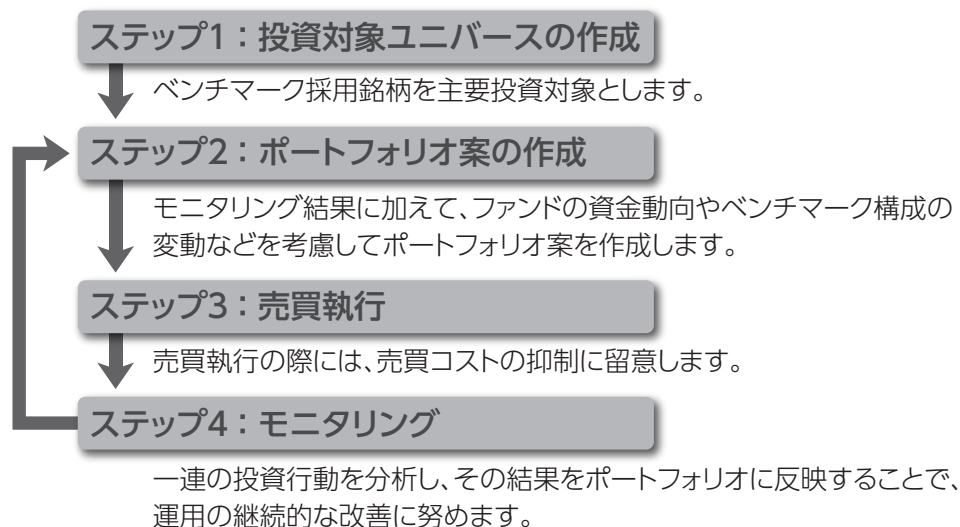 ステップ1：投資対象ユニバースの作成
ベンチマーク採用銘柄を主要投資対象とします。
ステップ2：ポートフォリオ案の作成
モニタリング結果に加えて、ファンドの資金動向やベンチマーク構成の
変動などを考慮してポートフォリオ案を作成します。
ステップ3：売買執行
売買執行の際には、売買コストの抑制に留意します。
ステップ4：モニタリング
一連の投資行動を分析し、その結果をポートフォリオに反映することで、
運用の継続的な改善に努めます。